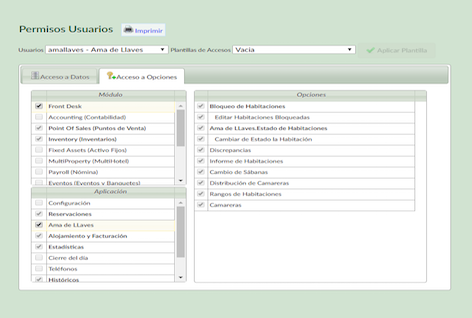 Permisos Usuarios
Imprimir
Usuarios amallaves - Ama de Llaves
Plantillas de Accesos Vacia
Aplicar Plantilla
Acceso a Datos
Acceso a Opciones
Módulo
Front Desk
Accounting (Contabilidad)
Point Of Sales (Puntos de Venta)
Inventory (Inventarios)
Fixed Assets (Activo Fijos)
MultiProperty (MultiHotel)
Payroll (Nómina)
Eventos (Eventos y Banquetes)
Aplicación
Configuración
Reservaciones
Ama de LLaves
Alojamiento y Facturación
Estadísticas
Cierre del día
Teléfonos
Históricos
Opciones
Bloqueo de Habitaciones
Editar Habitaciones Bloqueadas
Ama de LLaves.Estado de Habitaciones
Cambiar de Estado la Habitación
Discrepancias
Informe de Habitaciones
Cambio de Sábanas
Distribución de Camareras
Rangos de Habitaciones
Camareras